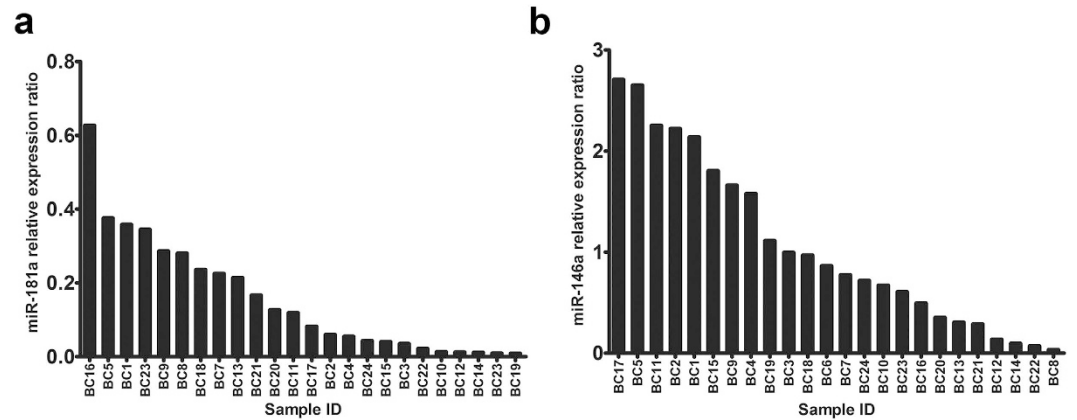 a
miR-181a relative expression ratio
0.8
0.6
0.4
0.2
0.0
BC16 BC5 BC1 BC23 BC9 BC8 BC18 BC7 BC13 BC21 BC20 BC11 BC17 BC2 BC4 BC24 BC15 BC3 BC22 BC10 BC12 BC14 BC23 BC19
Sample ID
b
miR-146a relative expression ratio
3
2
1
0
BC17 BC5 BC11 BC2 BC1 BC15 BC9 BC4 BC19 BC3 BC18 BC6 BC7 BC24 BC10 BC23 BC16 BC20 BC13 BC21 BC12 BC14 BC22 BC8
Sample ID